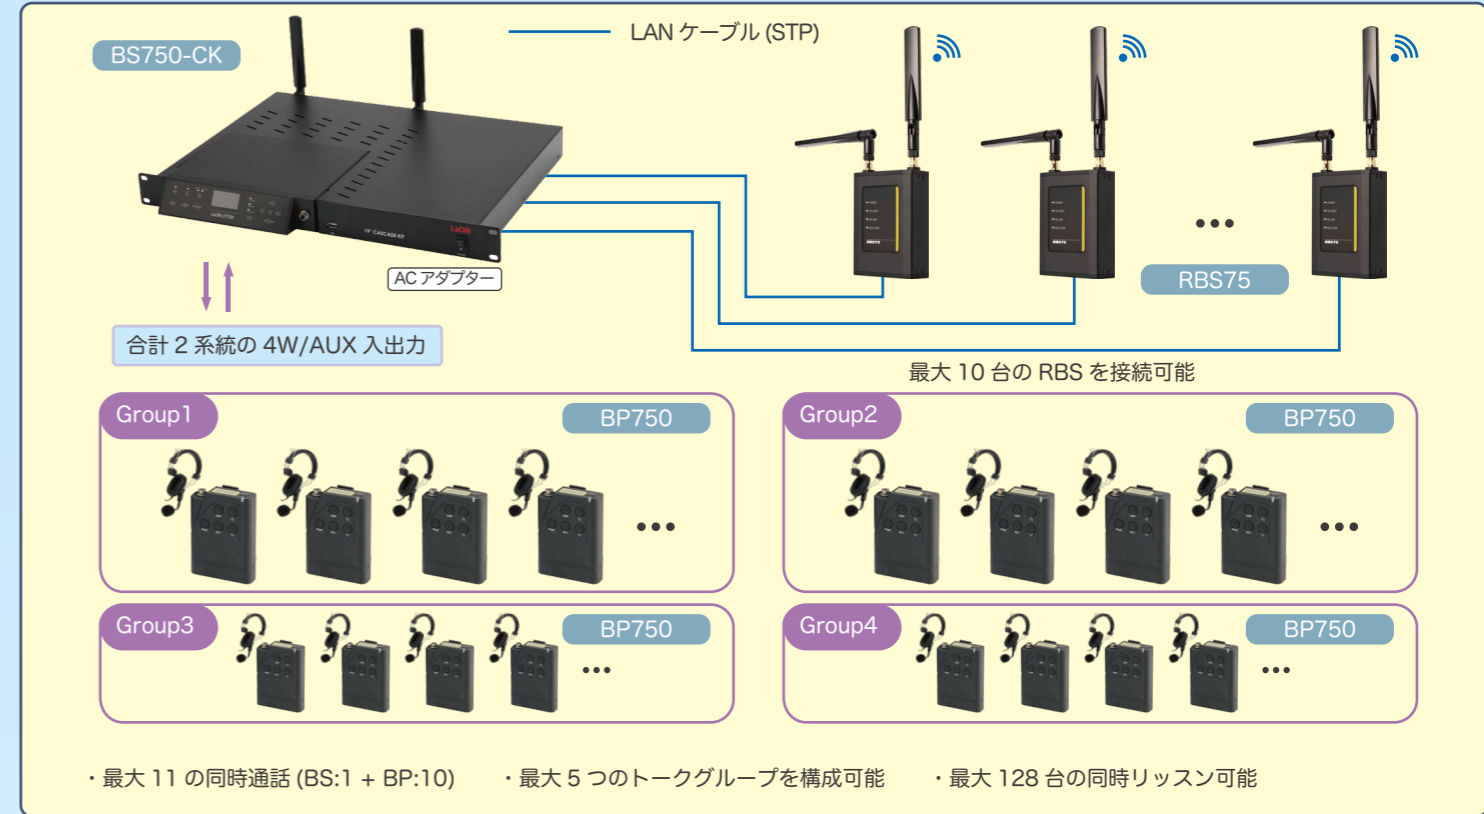 LAN ケーブル (STP)
BS750-CK
LaON
19" CASCADE KIT
AC アダプター
RBS75
合計 2 系統の 4W/AUX 入出力
最大 10 台の RBS を接続可能
Group1
BP750
Group2
BP750
Group3
BP750
Group4
BP750
・最大 11 の同時通話 (BS:1 + BP:10)
・最大 5 つのトークグループを構成可能
・最大 128 台の同時リッスン可能